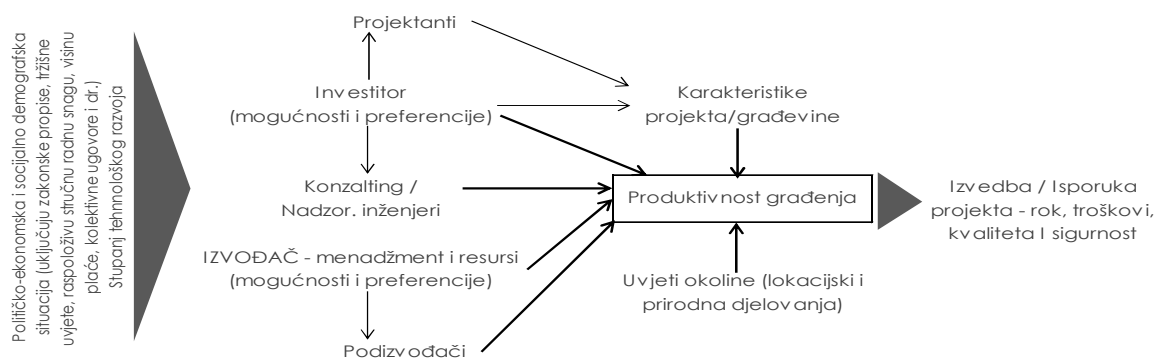 Političko-ekonomska i socijalno demografska
situacija (uključuju zakonske propise, tržišne
uvjete, raspoloživu stručnu radnu snagu, visinu
plaće, kolektivne ugovore i dr.)
Stupanj tehnnološkog razvoja
Projektanti
Investitor
(mogućnosti i preferencije)
Konzalting /
Nadzor. inženjeri
IZVOĐAČ - menadžment i resursi
(mogućnosti i preferencije)
Podizvođači
Karakteristike
projekta/građevine
Produktivnost građenja
Uvjeti okoline (lokacijski i
prirodna djelovanja)
Izvedba / Isporuka
projekta - rok, troškovi,
kvaliteta I sigurnost